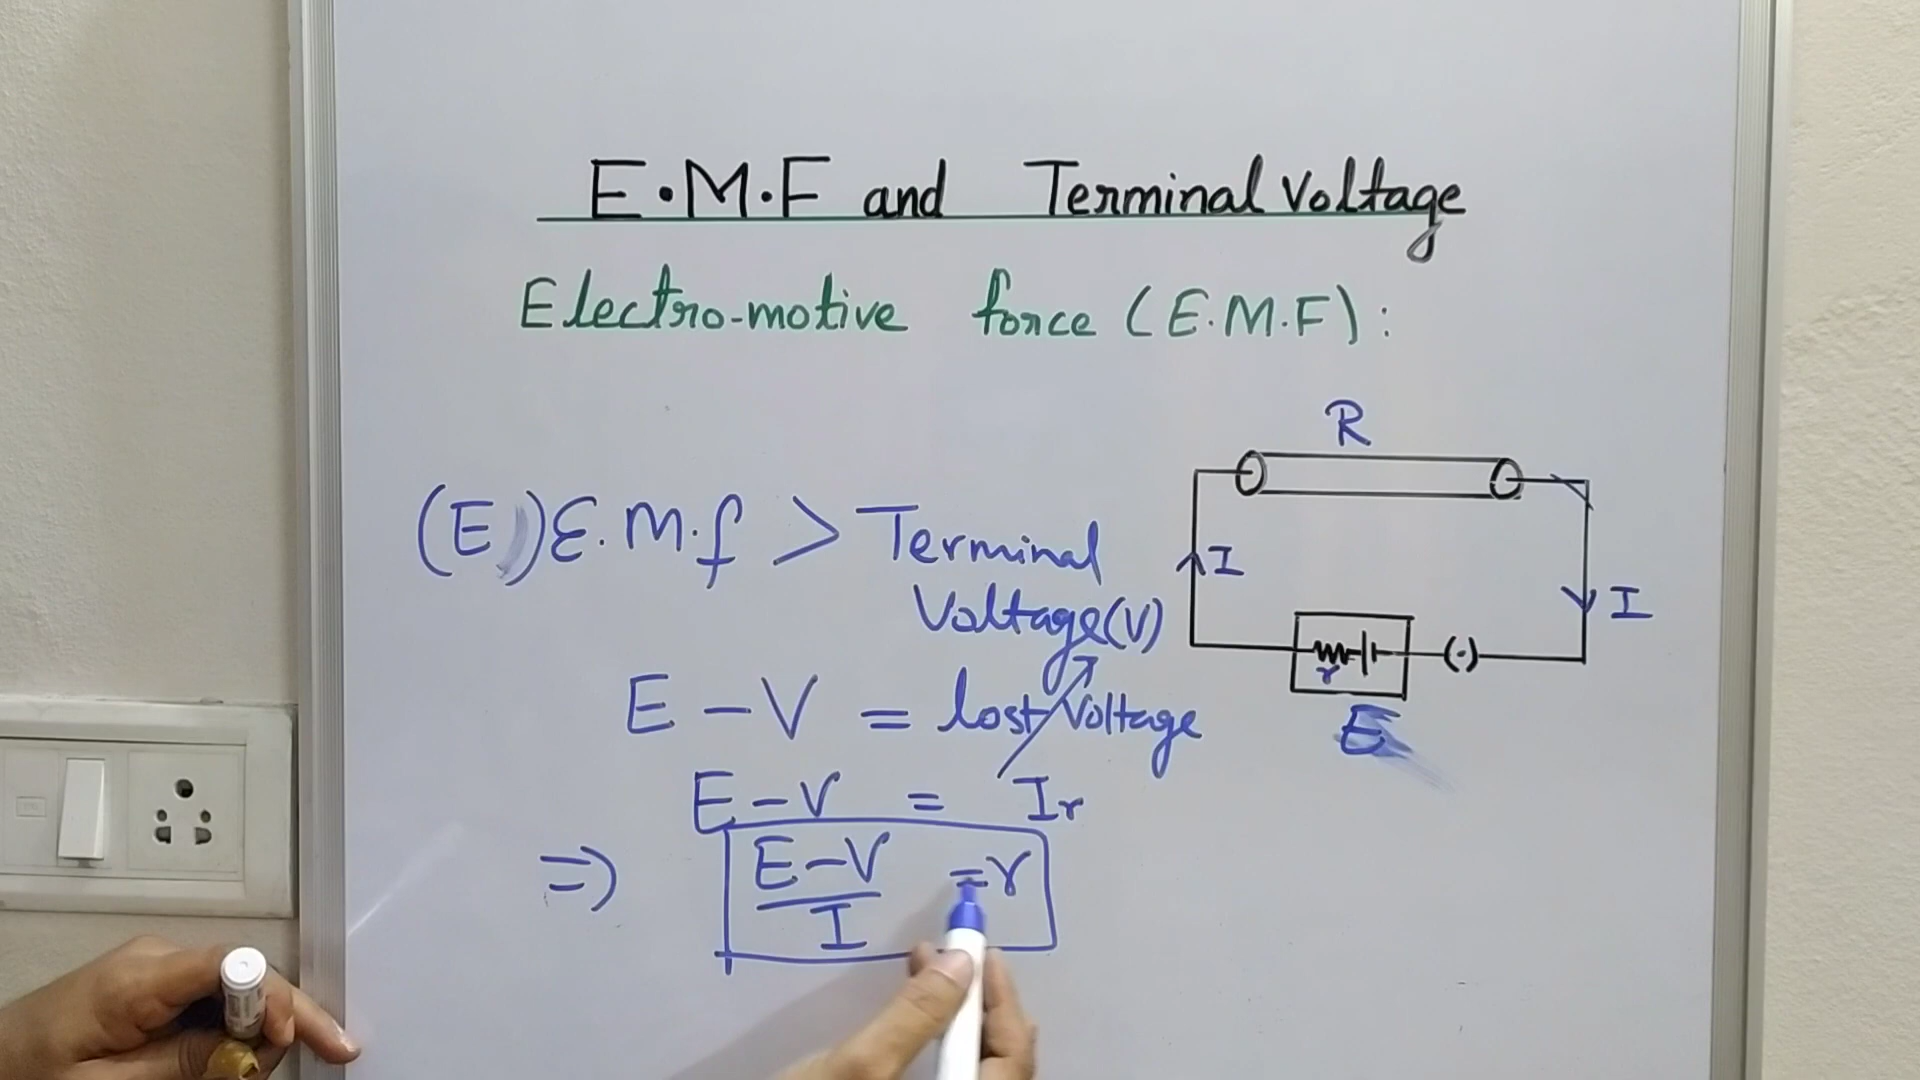 E.M.F and Terminal Voltage
Electro-motive force (E.M.F):
R
(E) E.M.f > Terminal
Voltage(V)
I
I
r
E
E - V = lost Voltage
E - V = Ir
=> E - V / I = r